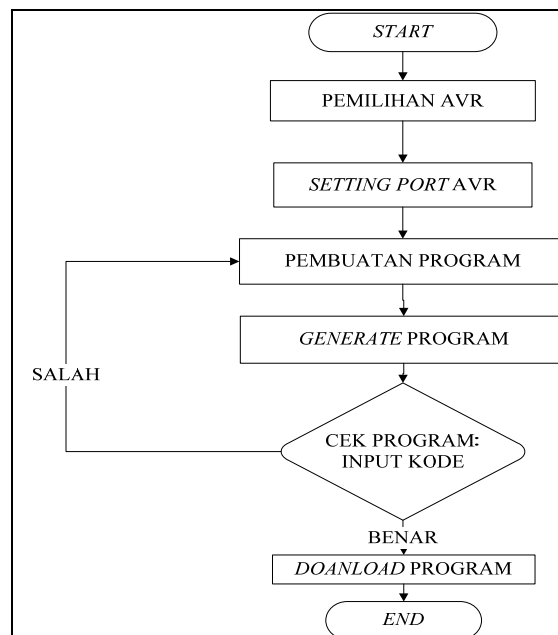 START
PEMILIHAN AVR
SETTING PORT AVR
PEMBUATAN PROGRAM
GENERATE PROGRAM
SALAH
CEK PROGRAM:
INPUT KODE
BENAR
DOANLOAD PROGRAM
END